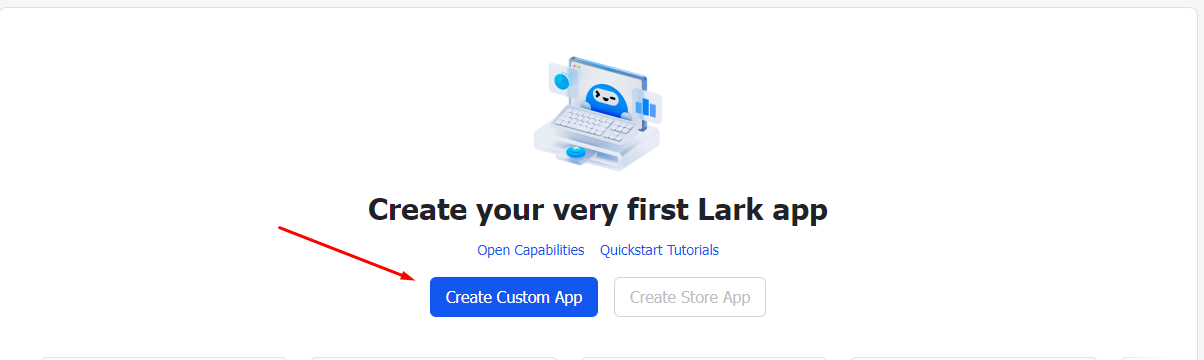 Create your very first Lark app
Open Capabilities Quickstart Tutorials
Create Custom App Create Store App